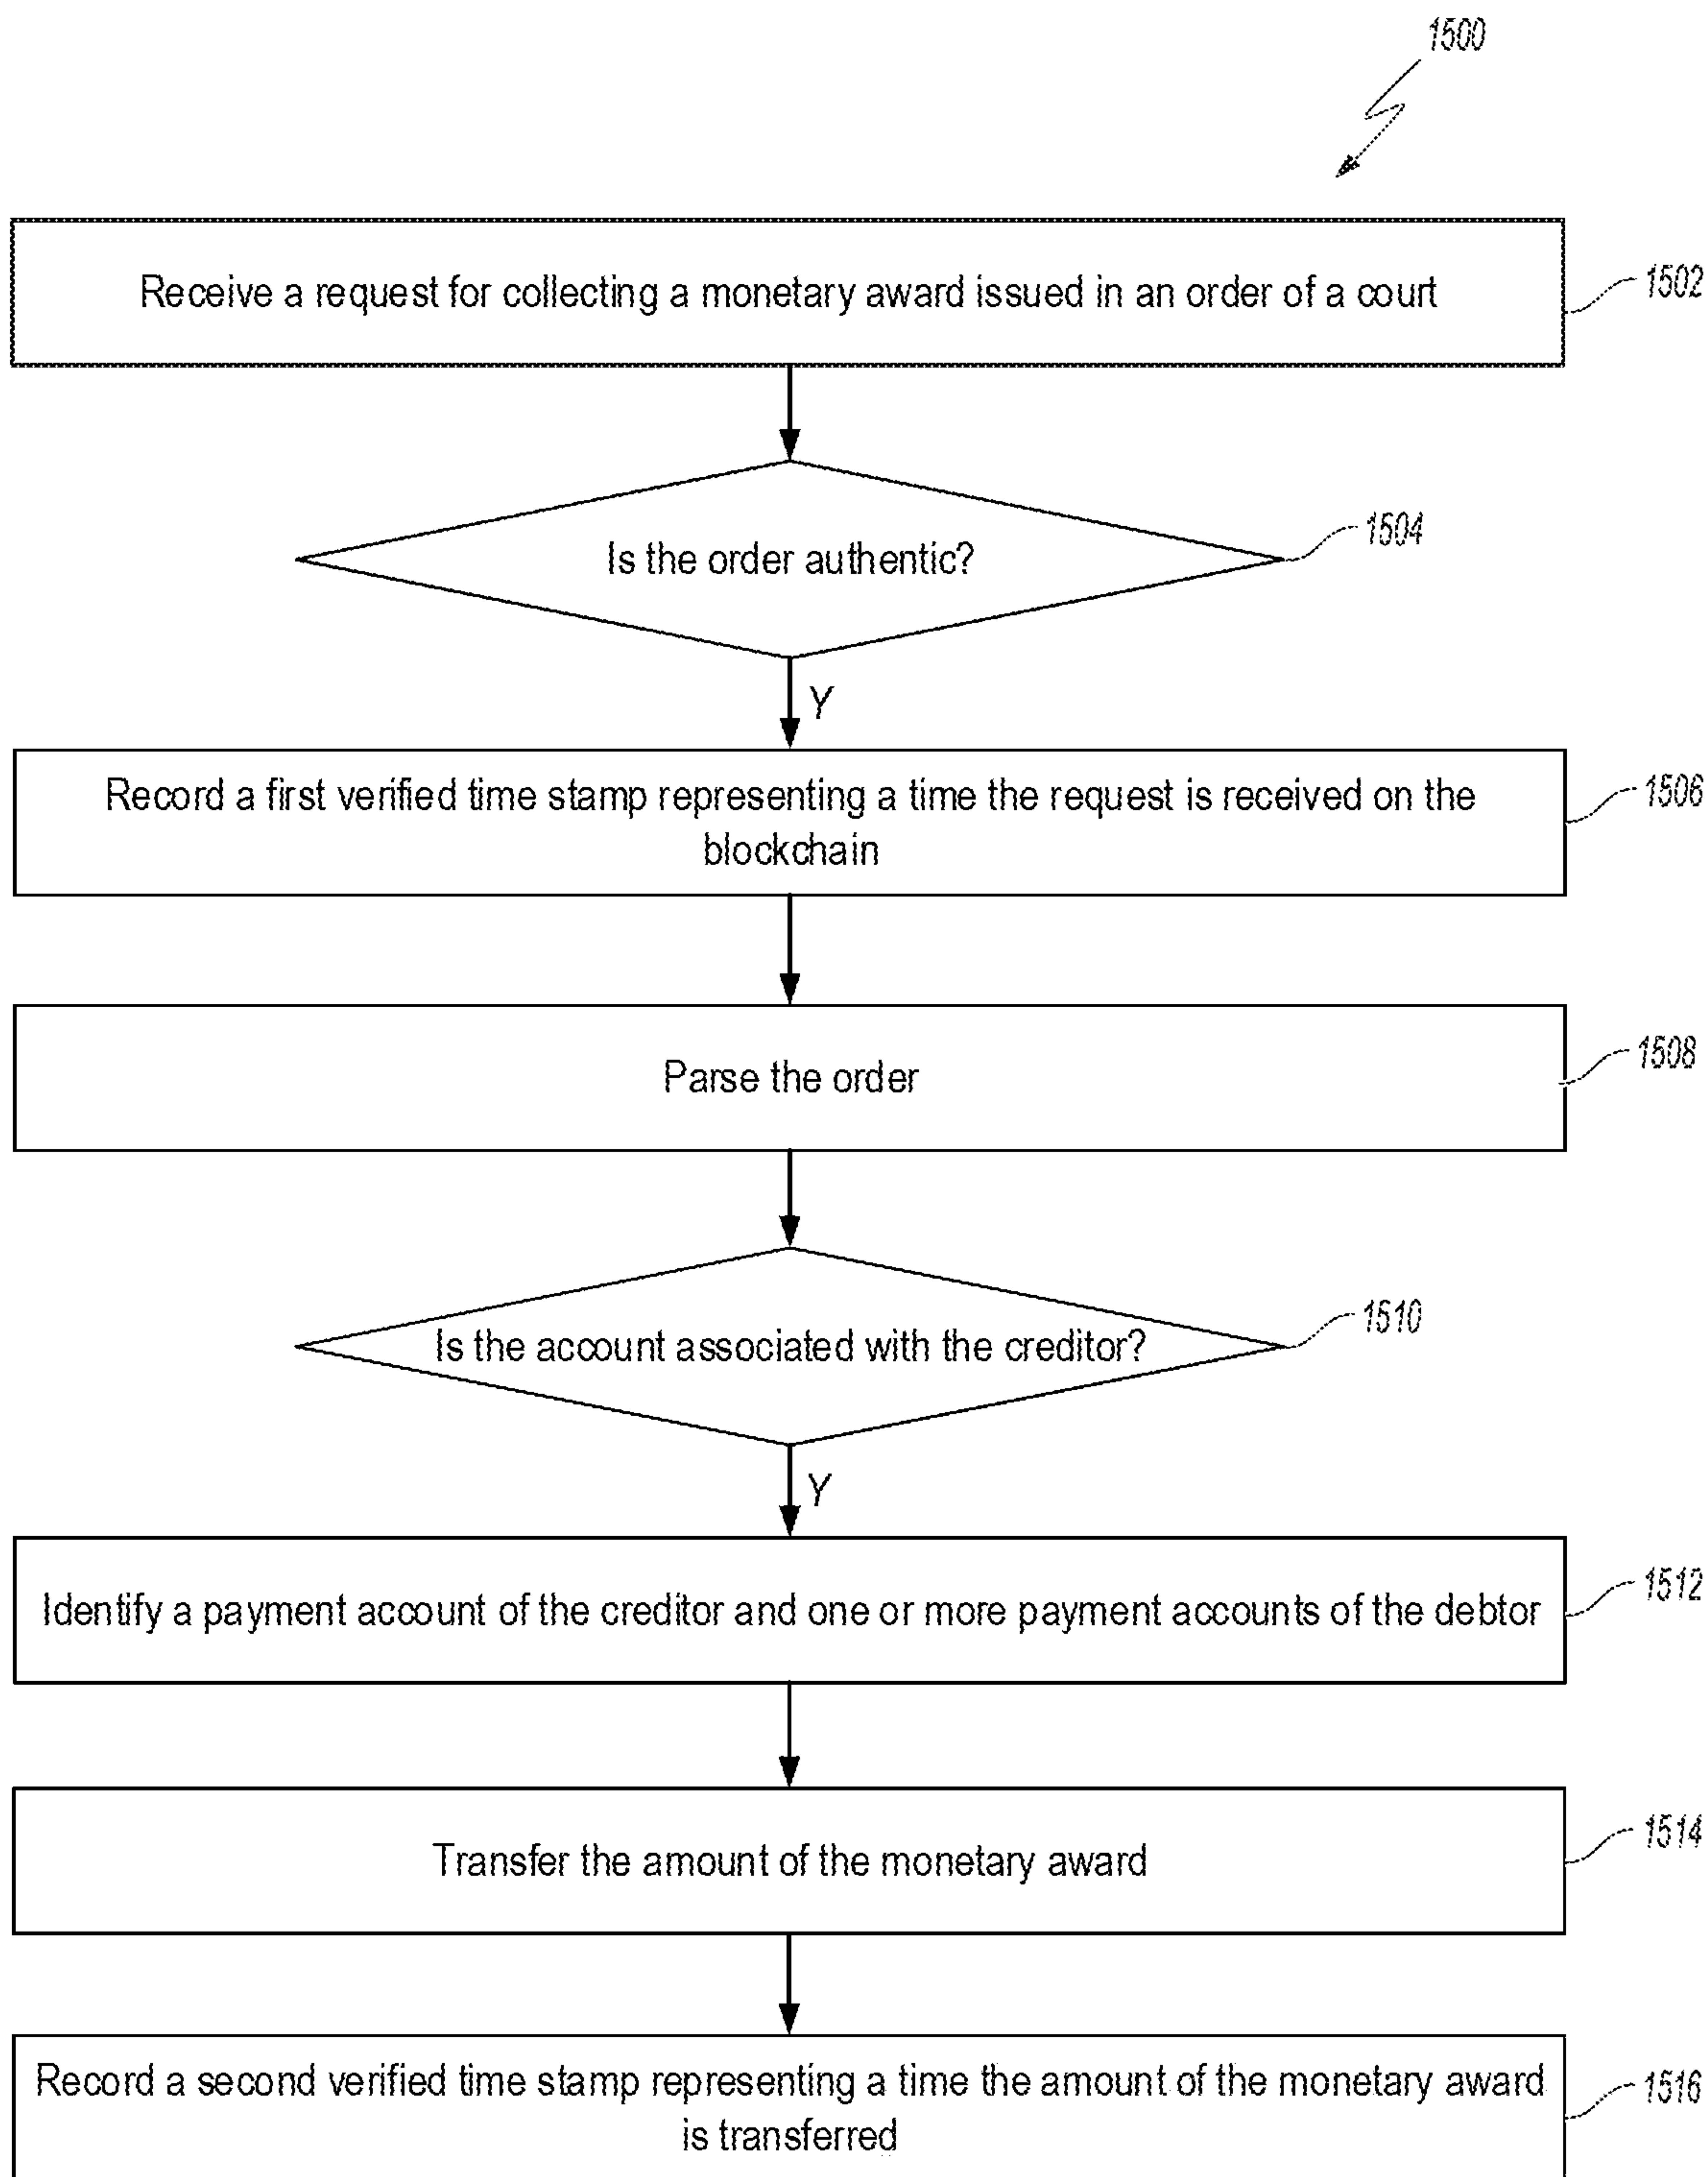 1500
Receive a request for collecting a monetary award issued in an order of a court
1502
Is the order authentic?
1504
Y
Record a first verified time stamp representing a time the request is received on the
blockchain
1506
Parse the order
1508
Is the account associated with the creditor?
1510
Y
Identify a payment account of the creditor and one or more payment accounts of the debtor
1512
Transfer the amount of the monetary award
1514
Record a second verified time stamp representing a time the amount of the monetary award
is transferred
1516